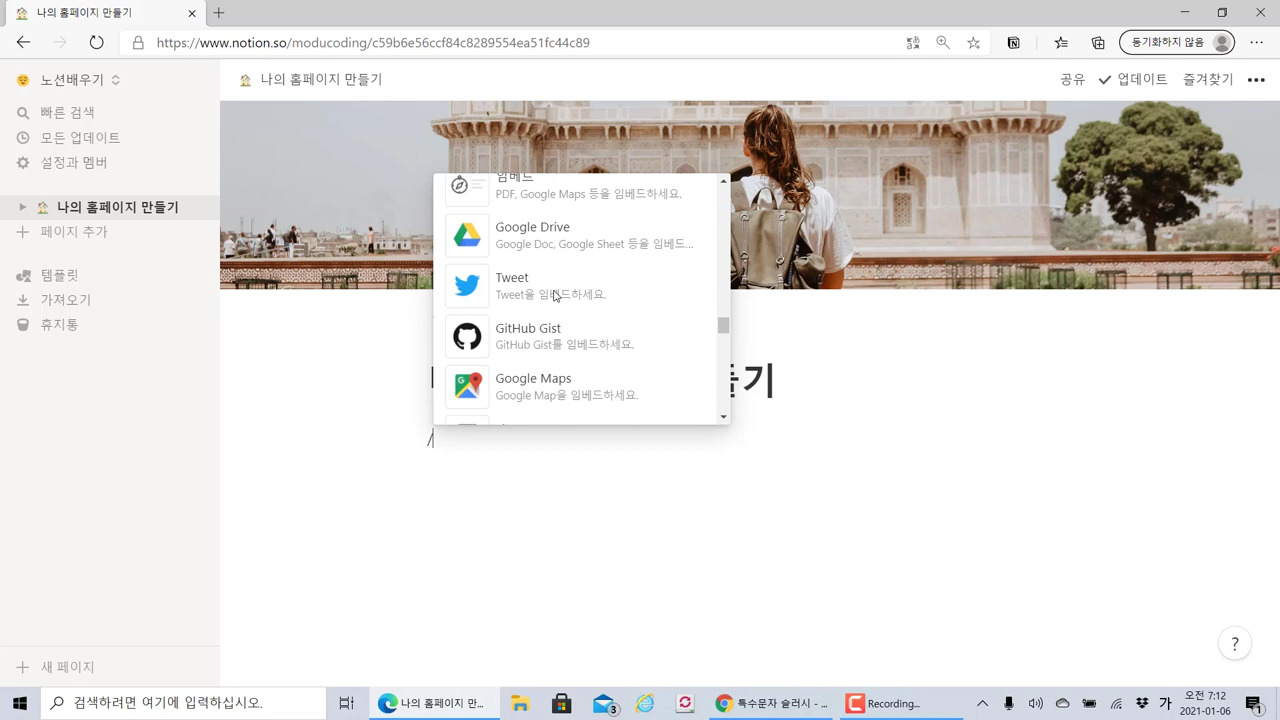 나의 홈페이지 만들기
https://www.notion.so/moducoding/c59b6e56ccf84c8289554ea51fc44c89
동기화하지 않음
노션배우기
나의 홈페이지 만들기
공유
업데이트
즐겨찾기
빠른 검색
모든 업데이트
설정과 멤버
나의 홈페이지 만들기
페이지 추가
템플릿
가져오기
휴지통
임베드
PDF, Google Maps 등을 임베드하세요.
Google Drive
Google Doc, Google Sheet 등을 임베드...
Tweet
Tweet을 임베드하세요.
GitHub Gist
GitHub Gist를 임베드하세요.
Google Maps
Google Map을 임베드하세요.
들기
/
?
새 페이지
검색하려면 여기에 입력하십시오.
나의 홈페이지 만...
3
특수문자 슬러시 - ...
Recording...
가
오전 7:12
2021-01-06
1